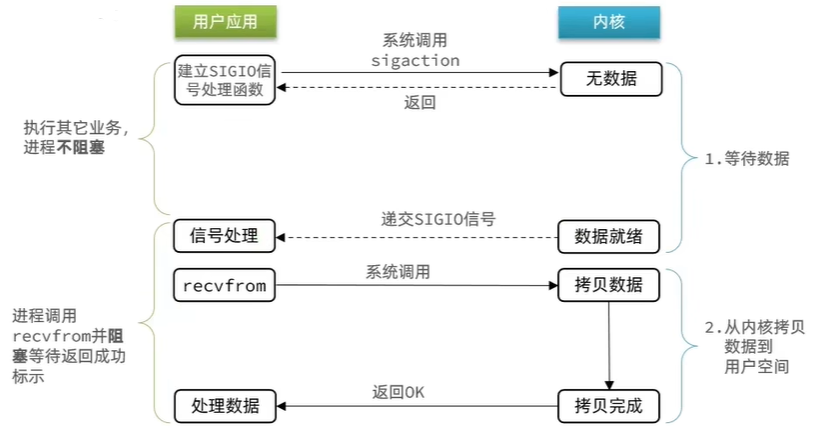 用户应用
内核
系统调用
sigaction
建立SIGIO信
号处理函数
无数据
返回
执行其它业务,
进程不阻塞
1.等待数据
递交SIGIO信号
信号处理
数据就绪
系统调用
recvfrom
拷贝数据
进程调用
recvfrom并阻
塞等待返回成功
标示
2.从内核拷贝
数据到
用户空间
返回OK
处理数据
拷贝完成